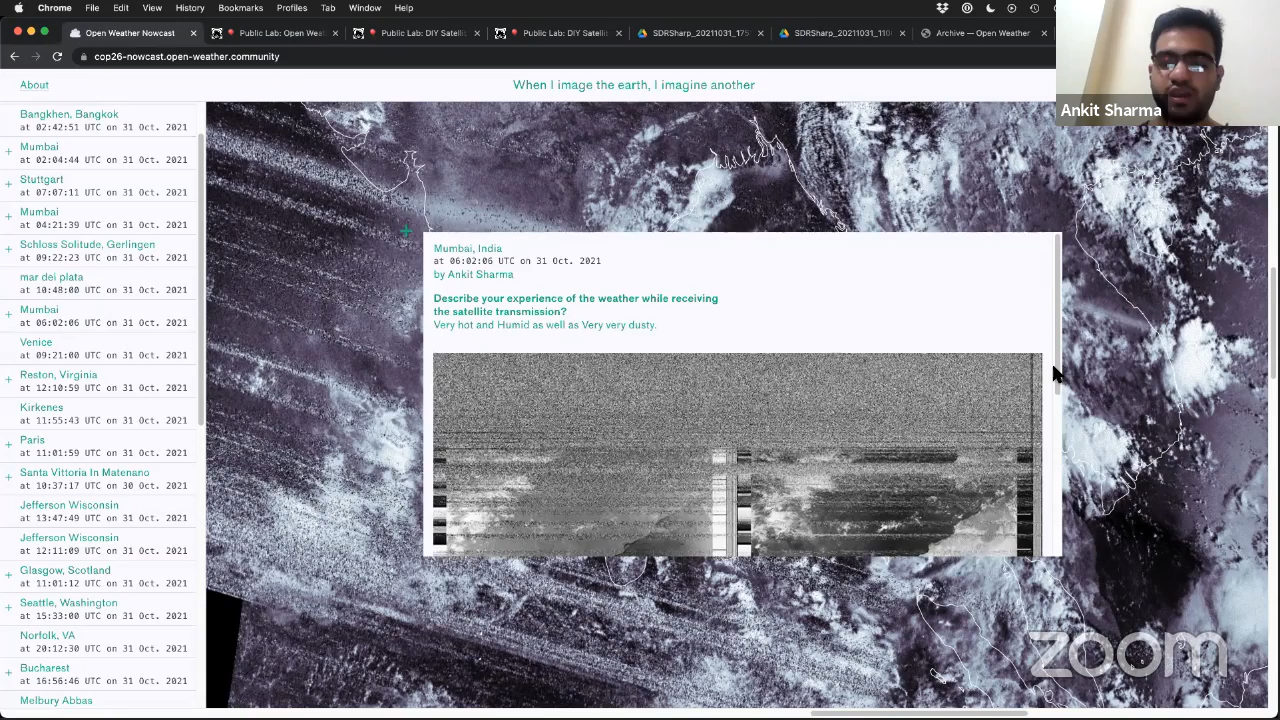 Chrome File Edit View History Bookmarks Profiles Tab Window Help
Open Weather Nowcast
Public Lab: Open Wea
Public Lab: DIY Satellit
Public Lab: DIY Satellit
SDRSharp_20211031_175
SDRSharp_20211031_110
Archive — Open Weather
cop26-nowcast.open-weather.community
About
When I image the earth, I imagine another
Ankit Sharma
Bangkhen, Bangkok
at 02:42:51 UTC on 31 Oct. 2021
Mumbai
at 02:04:44 UTC on 31 Oct. 2021
Stuttgart
at 07:07:11 UTC on 31 Oct. 2021
Mumbai
at 04:21:39 UTC on 31 Oct. 2021
Schloss Solitude, Gerlingen
at 09:22:23 UTC on 31 Oct. 2021
mar del plata
at 10:48:00 UTC on 31 Oct. 2021
Mumbai
at 06:02:06 UTC on 31 Oct. 2021
Venice
at 09:21:00 UTC on 31 Oct. 2021
Reston, Virginia
at 12:10:59 UTC on 31 Oct. 2021
Kirkenes
at 11:55:43 UTC on 31 Oct. 2021
Paris
at 11:01:59 UTC on 31 Oct. 2021
Santa Vittoria In Matenano
at 10:37:17 UTC on 30 Oct. 2021
Jefferson Wisconsin
at 13:47:49 UTC on 31 Oct. 2021
Jefferson Wisconsin
at 12:11:09 UTC on 31 Oct. 2021
Glasgow, Scotland
at 11:01:12 UTC on 31 Oct. 2021
Seattle, Washington
at 15:33:00 UTC on 31 Oct. 2021
Norfolk, VA
at 20:12:30 UTC on 31 Oct. 2021
Bucharest
at 16:56:46 UTC on 31 Oct. 2021
Melbury Abbas
Mumbai, India
at 06:02:06 UTC on 31 Oct. 2021
by Ankit Sharma
Describe your experience of the weather while receiving
the satellite transmission?
Very hot and Humid as well as Very very dusty.
zoom